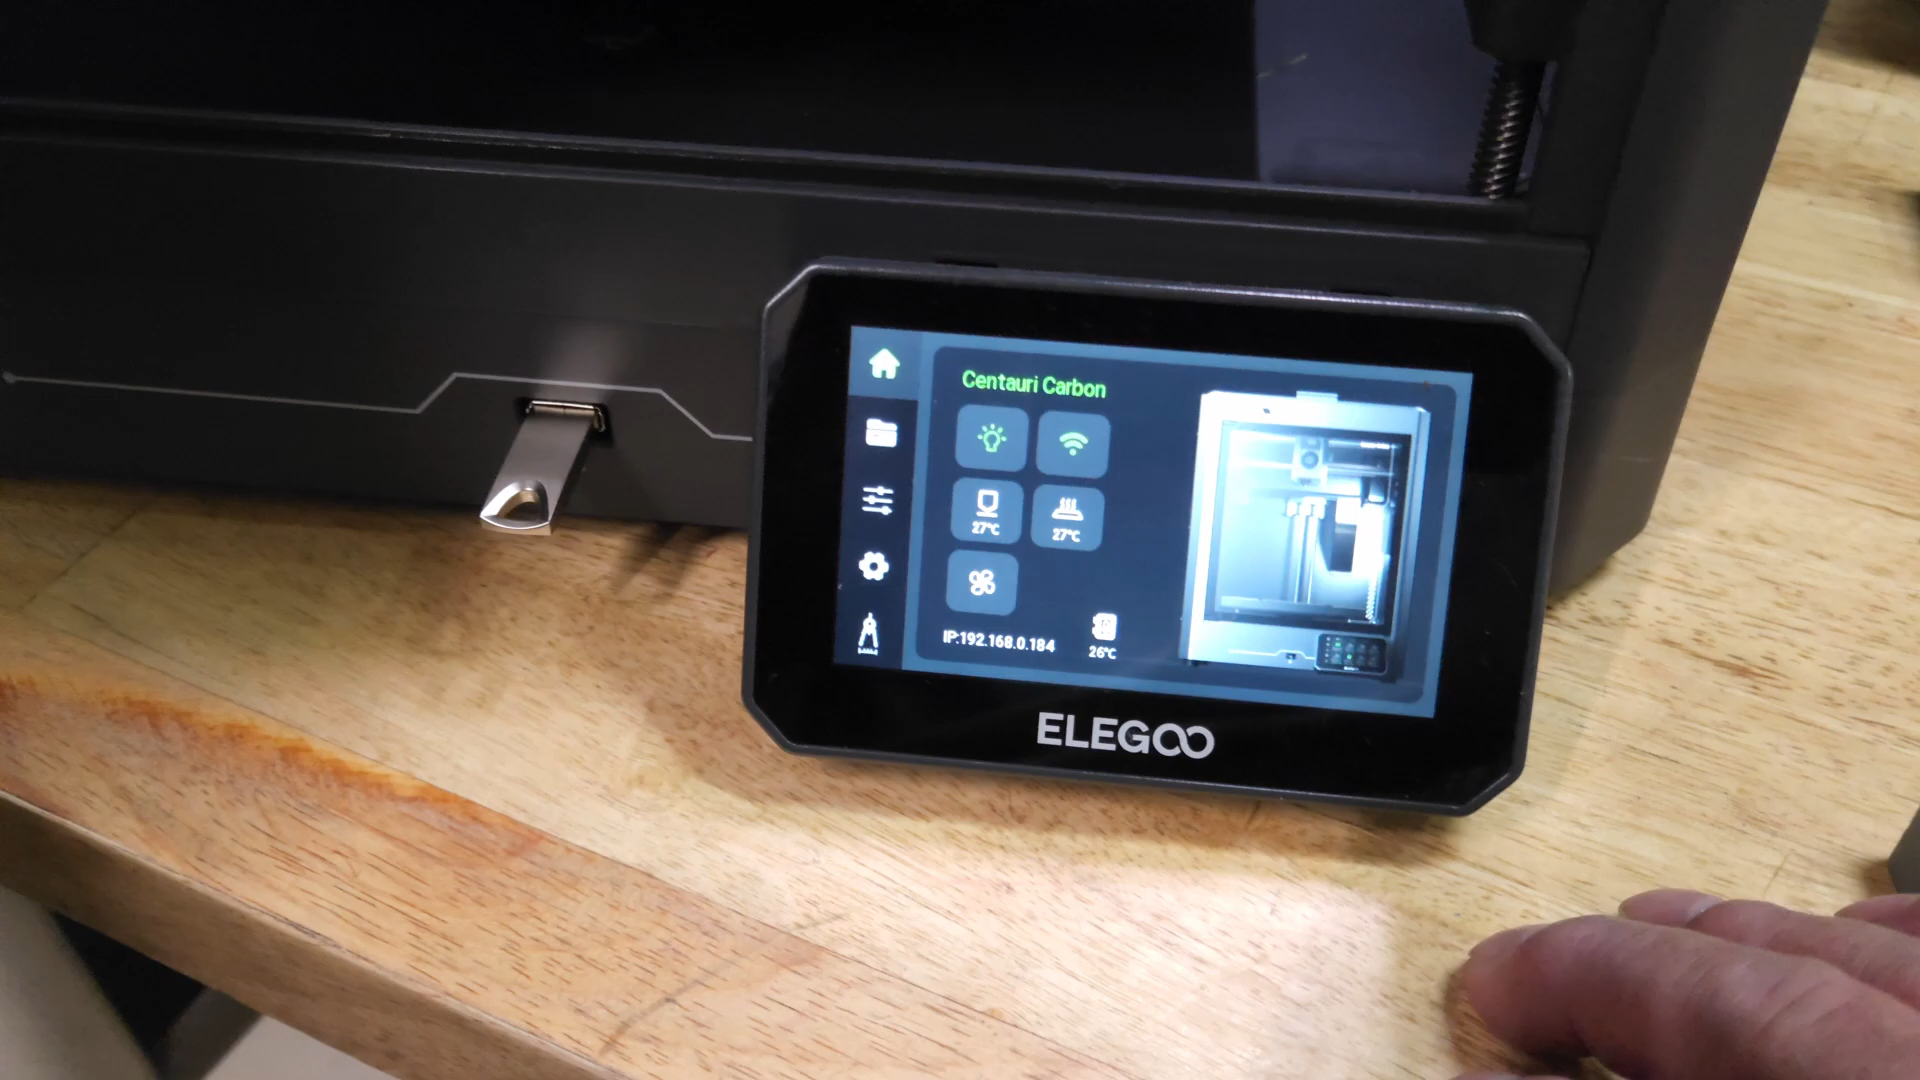 Centauri Carbon
27℃
27℃
IP:192.168.0.184
26℃
ELEGOO